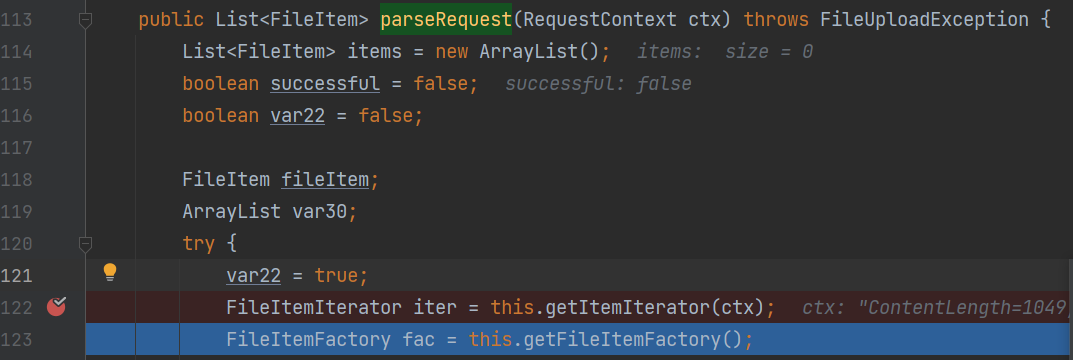 113 public List<FileItem> parseRequest(RequestContext ctx) throws FileUploadException {
114 List<FileItem> items = new ArrayList(); items: size = 0
115 boolean successful = false; successful: false
116 boolean var22 = false;
117
118 FileItem fileItem;
119 ArrayList var30;
120 try {
121 var22 = true;
122 FileItemIterator iter = this.getItemIterator(ctx); ctx: "ContentLength=1049,
123 FileItemFactory fac = this.getFileItemFactory();